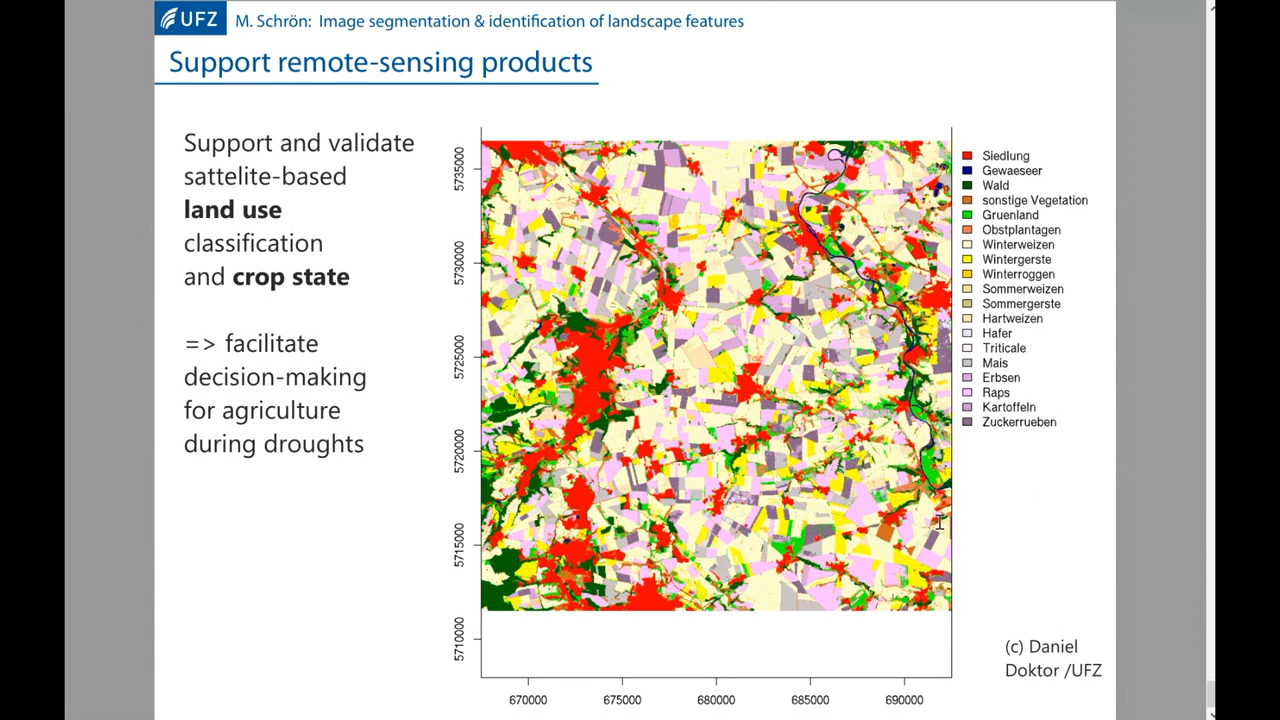 UFZ M. Schrön: Image segmentation & identification of landscape features
Support remote-sensing products
Support and validate
sattelite-based
land use
classification
and crop state
=> facilitate
decision-making
for agriculture
during droughts
5735000
5730000
5725000
5720000
5715000
5710000
670000 675000 680000 685000 690000
Siedlung
Gewaeseer
Wald
sonstige Vegetation
Gruenland
Obstplantagen
Winterweizen
Wintergerste
Winterroggen
Sommerweizen
Sommergerste
Hartweizen
Hafer
Triticale
Mais
Erbsen
Raps
Kartoffeln
Zuckerrueben
(c) Daniel
Doktor /UFZ